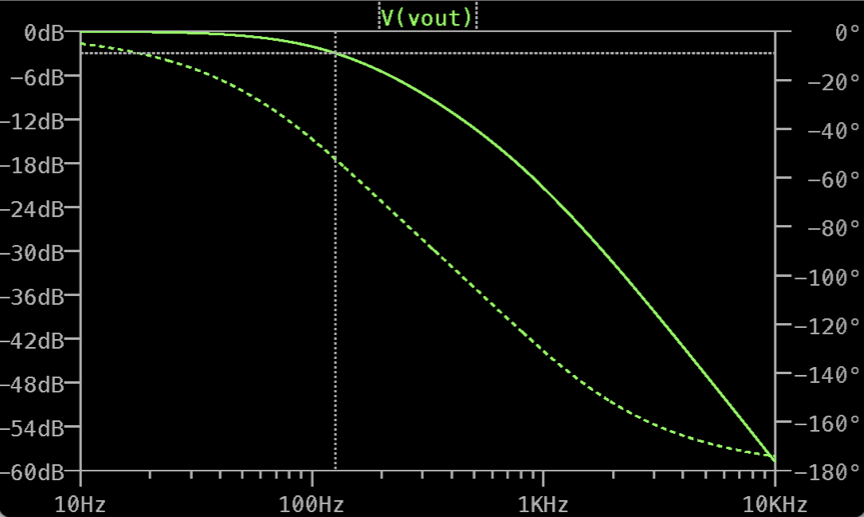 V(vout)
0dB
0°
−6dB
−20°
−12dB
−40°
−18dB
−60°
−24dB
−80°
−30dB
−100°
−36dB
−120°
−42dB
−140°
−48dB
−160°
−54dB
−180°
−60dB
10Hz 100Hz 1KHz 10KHz